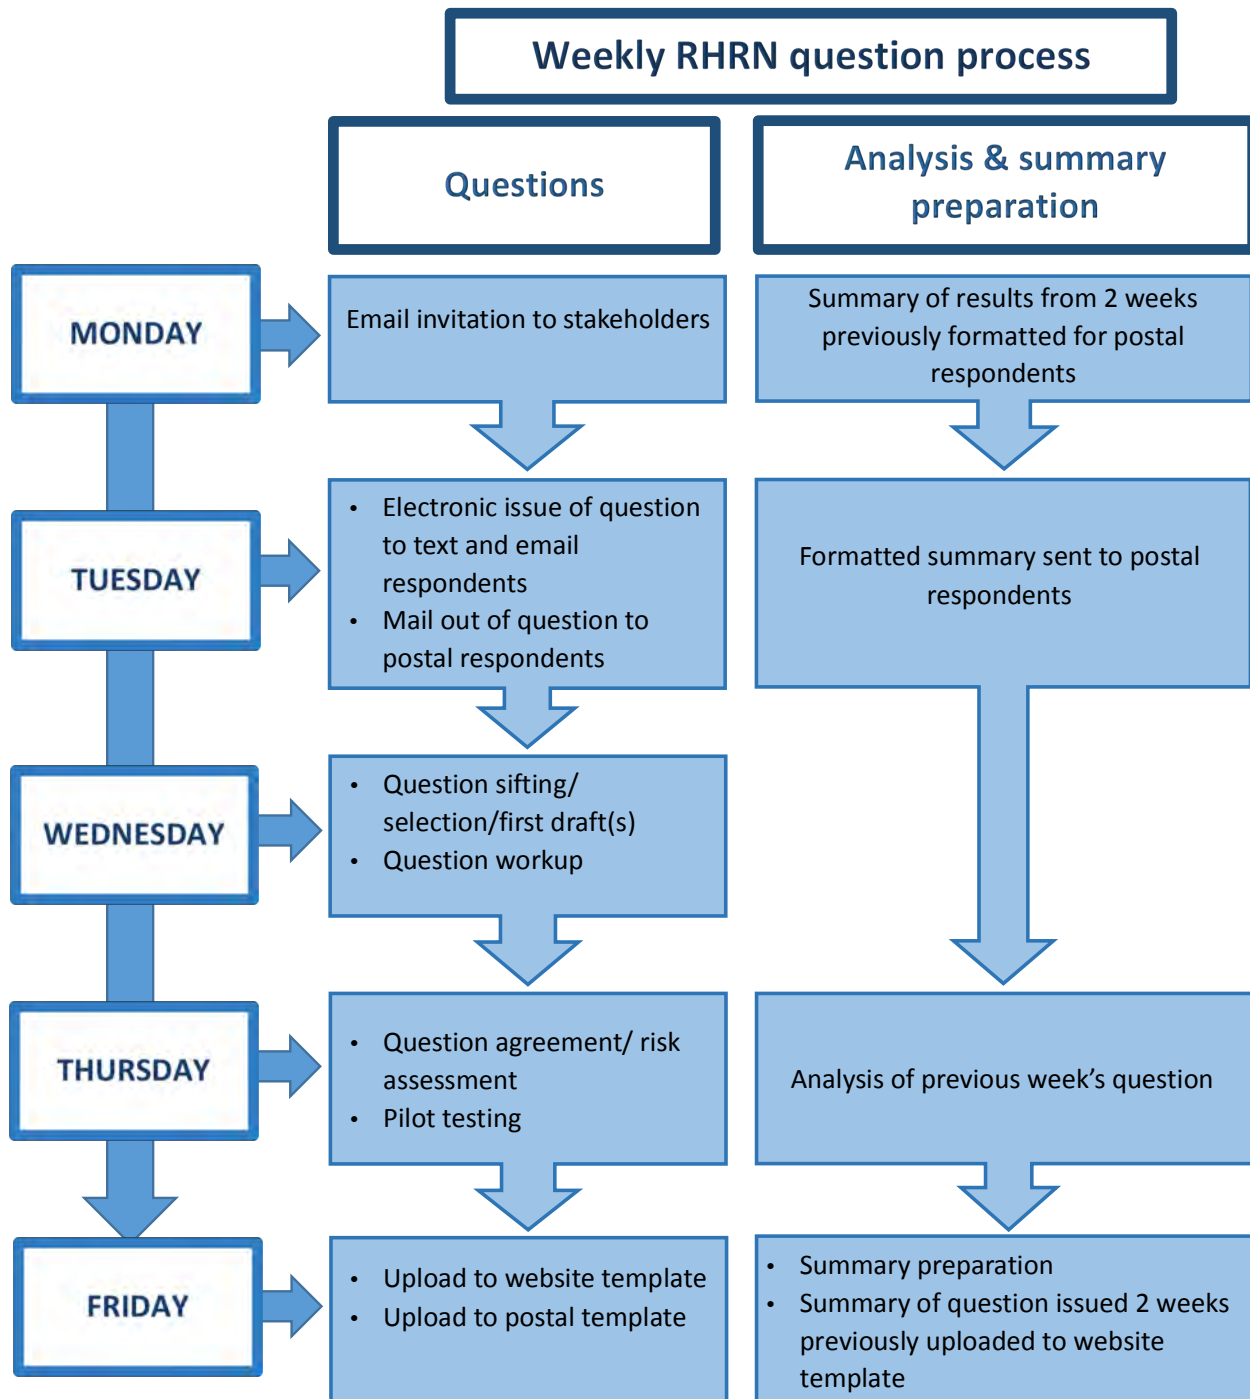 Weekly RHRN question process
Questions
Analysis & summary
preparation
MONDAY
Email invitation to stakeholders
Summary of results from 2 weeks
previously formatted for postal
respondents
TUESDAY
• Electronic issue of question
to text and email
respondents
• Mail out of question to
postal respondents
Formatted summary sent to postal
respondents
WEDNESDAY
• Question sifting/
selection/first draft(s)
• Question workup
THURSDAY
• Question agreement/ risk
assessment
• Pilot testing
Analysis of previous week's question
FRIDAY
• Upload to website template
• Upload to postal template
• Summary preparation
• Summary of question issued 2 weeks
previously uploaded to website
template